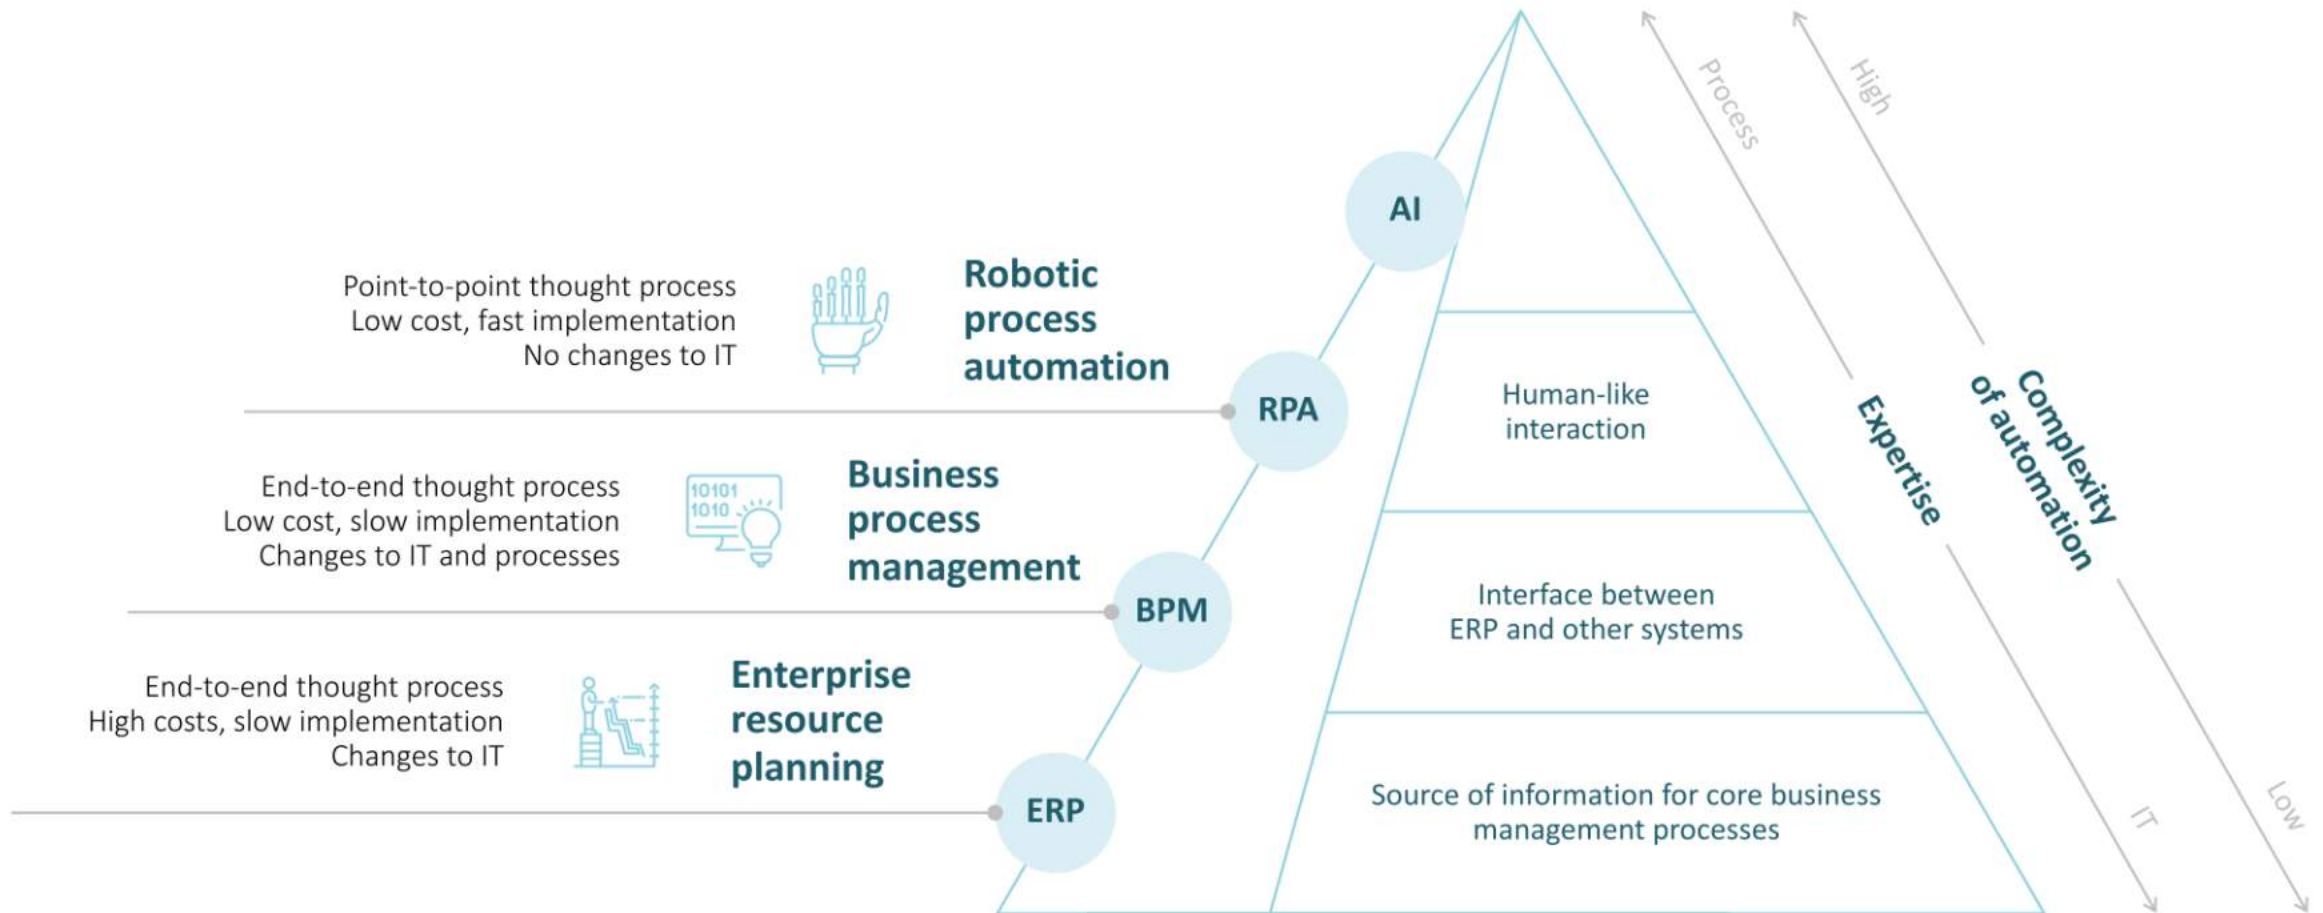 Process
High
AI
Point-to-point thought process
Low cost, fast implementation
No changes to IT
Robotic
process
automation
RPA
Human-like
interaction
Expertise
Complexity
of automation
End-to-end thought process
Low cost, slow implementation
Changes to IT and processes
10101
1010
Business
process
management
BPM
Interface between
ERP and other systems
End-to-end thought process
High costs, slow implementation
Changes to IT
Enterprise
resource
planning
ERP
Source of information for core business
management processes
IT
Low